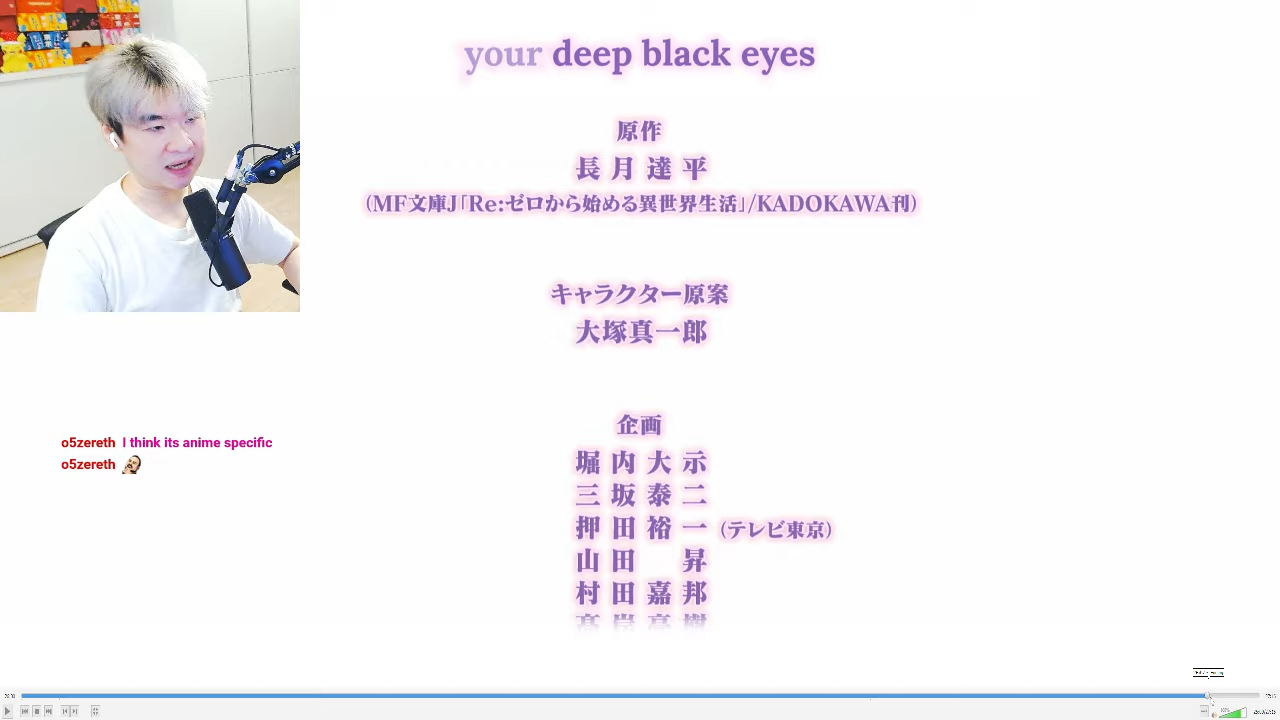 your deep black eyes
原作
長月達平
(MF文庫J「Re:ゼロから始める異世界生活」/KADOKAWA刊)
キャラクター原案
大塚真一郎
企画
堀内大示
三坂泰二
押田裕一(テレビ東京)
山田 昇
村田嘉邦
o5zereth I think its anime specific
o5zereth